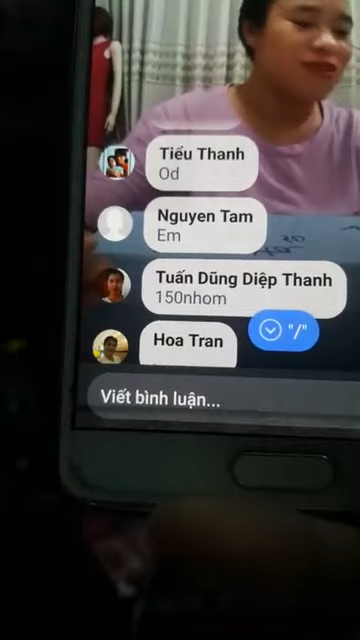 Tiểu Thanh
Od
Nguyen Tam
Em
Tuấn Dũng Diệp Thanh
150nhom
Hoa Tran
"/"
Viết bình luận...